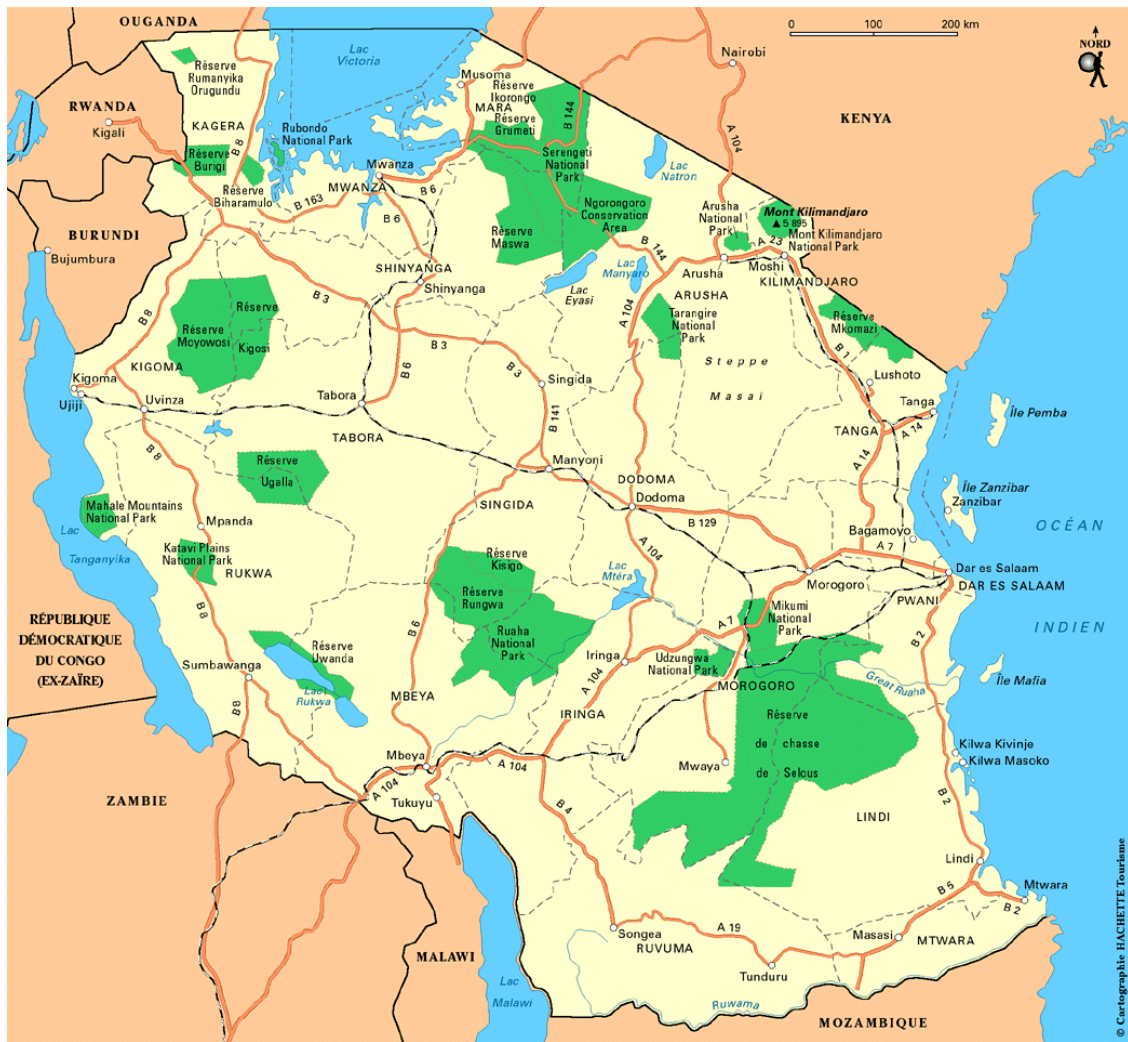 OUGANDA
0
100
200 km
NORD
Lac
Victoria
Nairobi
Réserve
Rumanyika
Orugundu
Musoma
Réserve
Ikorongo
MARA
B 144
RWANDA
Kigali
KAGERA
B 8
Rubondo
National Park
Réserve
Grumeti
A 104
KENYA
Réserve
Burigi
Mwanza
Serengeti
National
Park
Lac
Natron
Réserve
Biharamulo
MWANZA
B 6
B 163
B 6
Ngorongoro
Conservation
Area
Arusha
National
Park
Mont Kilimandjaro
▲ 5 895
Mont Kilimandjaro
National Park
BURUNDI
Bujumbura
Réserve
Maswa
B 144
A 23
SHINYANGA
Shinyanga
Lac
Manyaro
Arusha
Moshi
KILIMANDJARO
Lac
Eyasi
ARUSHA
B 3
A 104
Réserve
Moyowosi
Réserve
Kigosi
Tarangire
National
Park
Réserve
Mkomazi
B 8
B 3
Steppe
Masaï
B 1
KIGOMA
B 6
B 3
Singida
Lushoto
Kigoma
Ujiji
Uvinza
Tabora
B 141
Tanga
Île Pemba
TABORA
TANGA
A 14
B 8
A 14
Réserve
Ugalla
Manyoni
DODOMA
Dodoma
Île Zanzibar
Zanzibar
Mahale Mountains
National Park
SINGIDA
Mpanda
B 129
Bagamoyo
OCÉAN
Lac
Tanganyika
Katavi Plains
National Park
RUKWA
Réserve
Kisigo
A 104
A 7
Lac
Mtéra
Dar es Salaam
DAR ES SALAAM
Morogoro
PWANI
RÉPUBLIQUE
DÉMOCRATIQUE
DU CONGO
(EX-ZAÏRE)
B 8
B 6
Réserve
Rungwa
Ruaha
National
Park
Mikumi
National
Park
A 7
B 2
INDIEN
Réserve
Uwanda
Iringa
Udzungwa
National Park
Sumbawanga
Lac
Rukwa
A 104
MOROGORO
Great Ruaha
Île Mafia
B8
MBEYA
IRINGA
Réserve
de chasse
de Selous
Mbeya
A 104
Mwaya
Kilwa Kivinje
Kilwa Masoko
ZAMBIE
A 104
Tukuyu
B 4
B 2
LINDI
Lindi
Mtwara
B 5
B 2
MALAWI
Songea
RUVUMA
A 19
Masasi
MTWARA
Tunduru
Lac
Malawi
Ruwama
MOZAMBIQUE
© Cartographie HACHETTE Tourisme